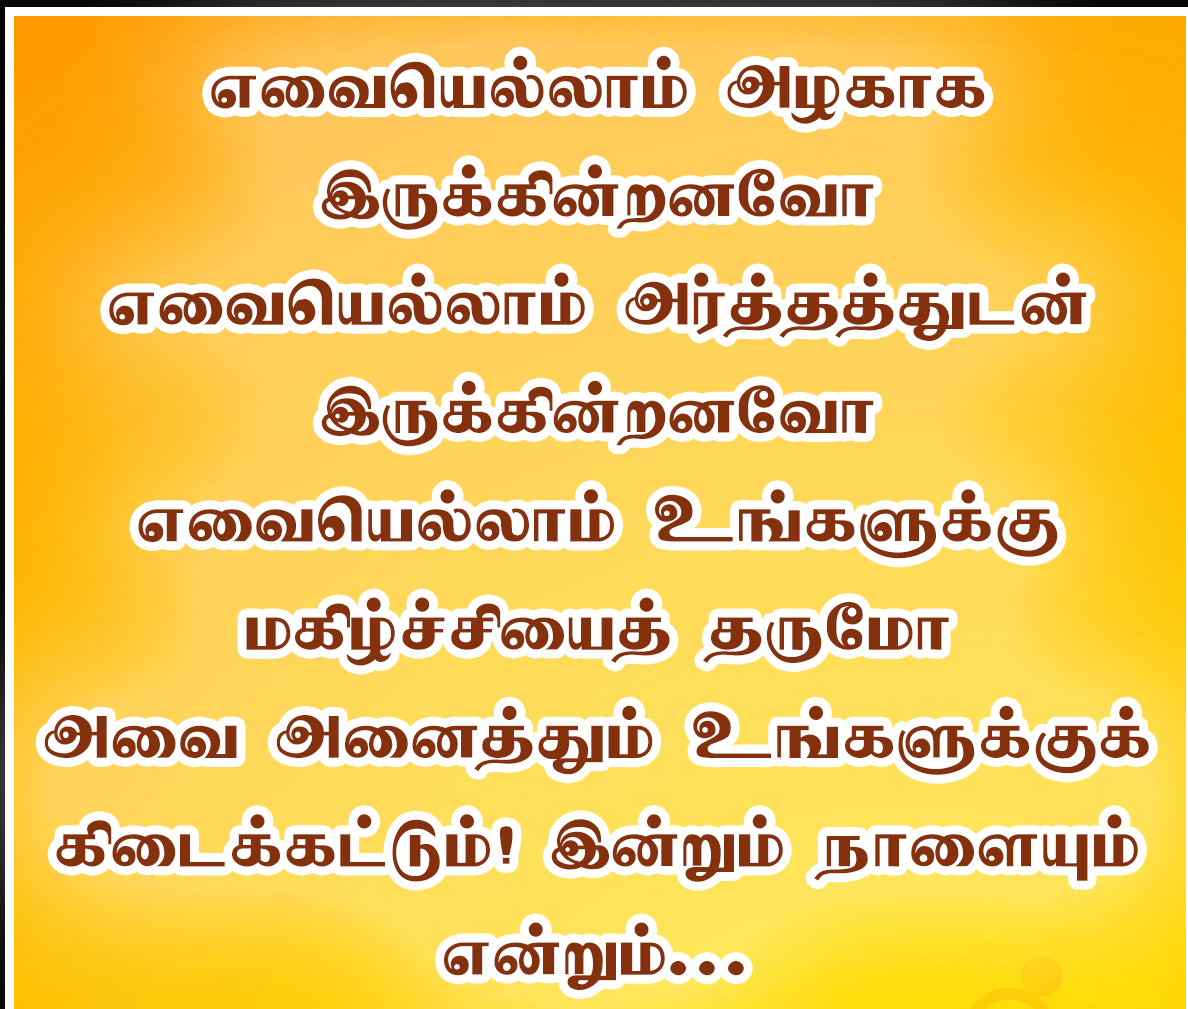 எவையெல்லாம் அழகாக
இருக்கின்றனவோ
எவையெல்லாம் அர்த்தத்துடன்
இருக்கின்றனவோ
எவையெல்லாம் உங்களுக்கு
மகிழ்ச்சியைத் தருமோ
அவை அனைத்தும் உங்களுக்குக்
கிடைக்கட்டும்! இன்றும் நாளையும்
என்றும்...